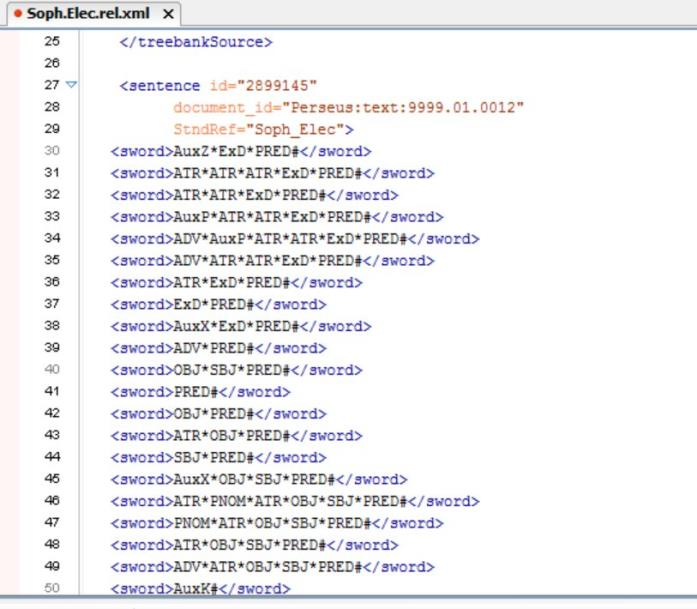 Soph.Elec.rel.xml ×
25 </treebankSource>
26
27 <sentence id="2899145"
28 document_id="Perseus:text:9999.01.0012"
29 StndRef="Soph_Elec">
30 <sword>AuxZ*ExD*PRED#</sword>
31 <sword>ATR*ATR*ATR*ExD*PRED#</sword>
32 <sword>ATR*ATR*ExD*PRED#</sword>
33 <sword>AuxP*ATR*ATR*ExD*PRED#</sword>
34 <sword>ADV*AuxP*ATR*ATR*ExD*PRED#</sword>
35 <sword>ADV*ATR*ATR*ExD*PRED#</sword>
36 <sword>ATR*ExD*PRED#</sword>
37 <sword>ExD*PRED#</sword>
38 <sword>AuxX*ExD*PRED#</sword>
39 <sword>ADV*PRED#</sword>
40 <sword>OBJ*SBJ*PRED#</sword>
41 <sword>PRED#</sword>
42 <sword>OBJ*PRED#</sword>
43 <sword>ATR*OBJ*PRED#</sword>
44 <sword>SBJ*PRED#</sword>
45 <sword>AuxX*OBJ*SBJ*PRED#</sword>
46 <sword>ATR*PNOM*ATR*OBJ*SBJ*PRED#</sword>
47 <sword>PNOM*ATR*OBJ*SBJ*PRED#</sword>
48 <sword>ATR*OBJ*SBJ*PRED#</sword>
49 <sword>ADV*ATR*OBJ*SBJ*PRED#</sword>
50 <sword>AuxK#</sword>